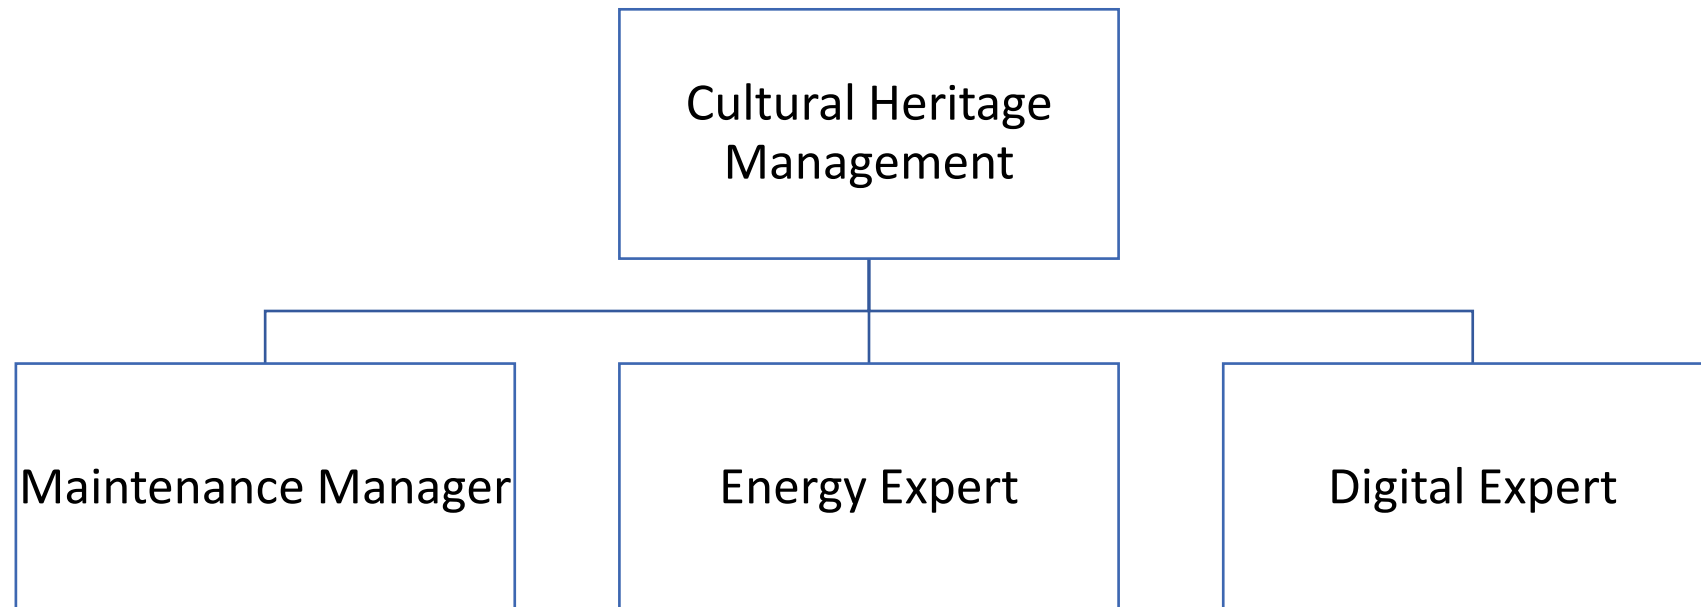 Cultural Heritage
Management
Maintenance Manager
Energy Expert
Digital Expert